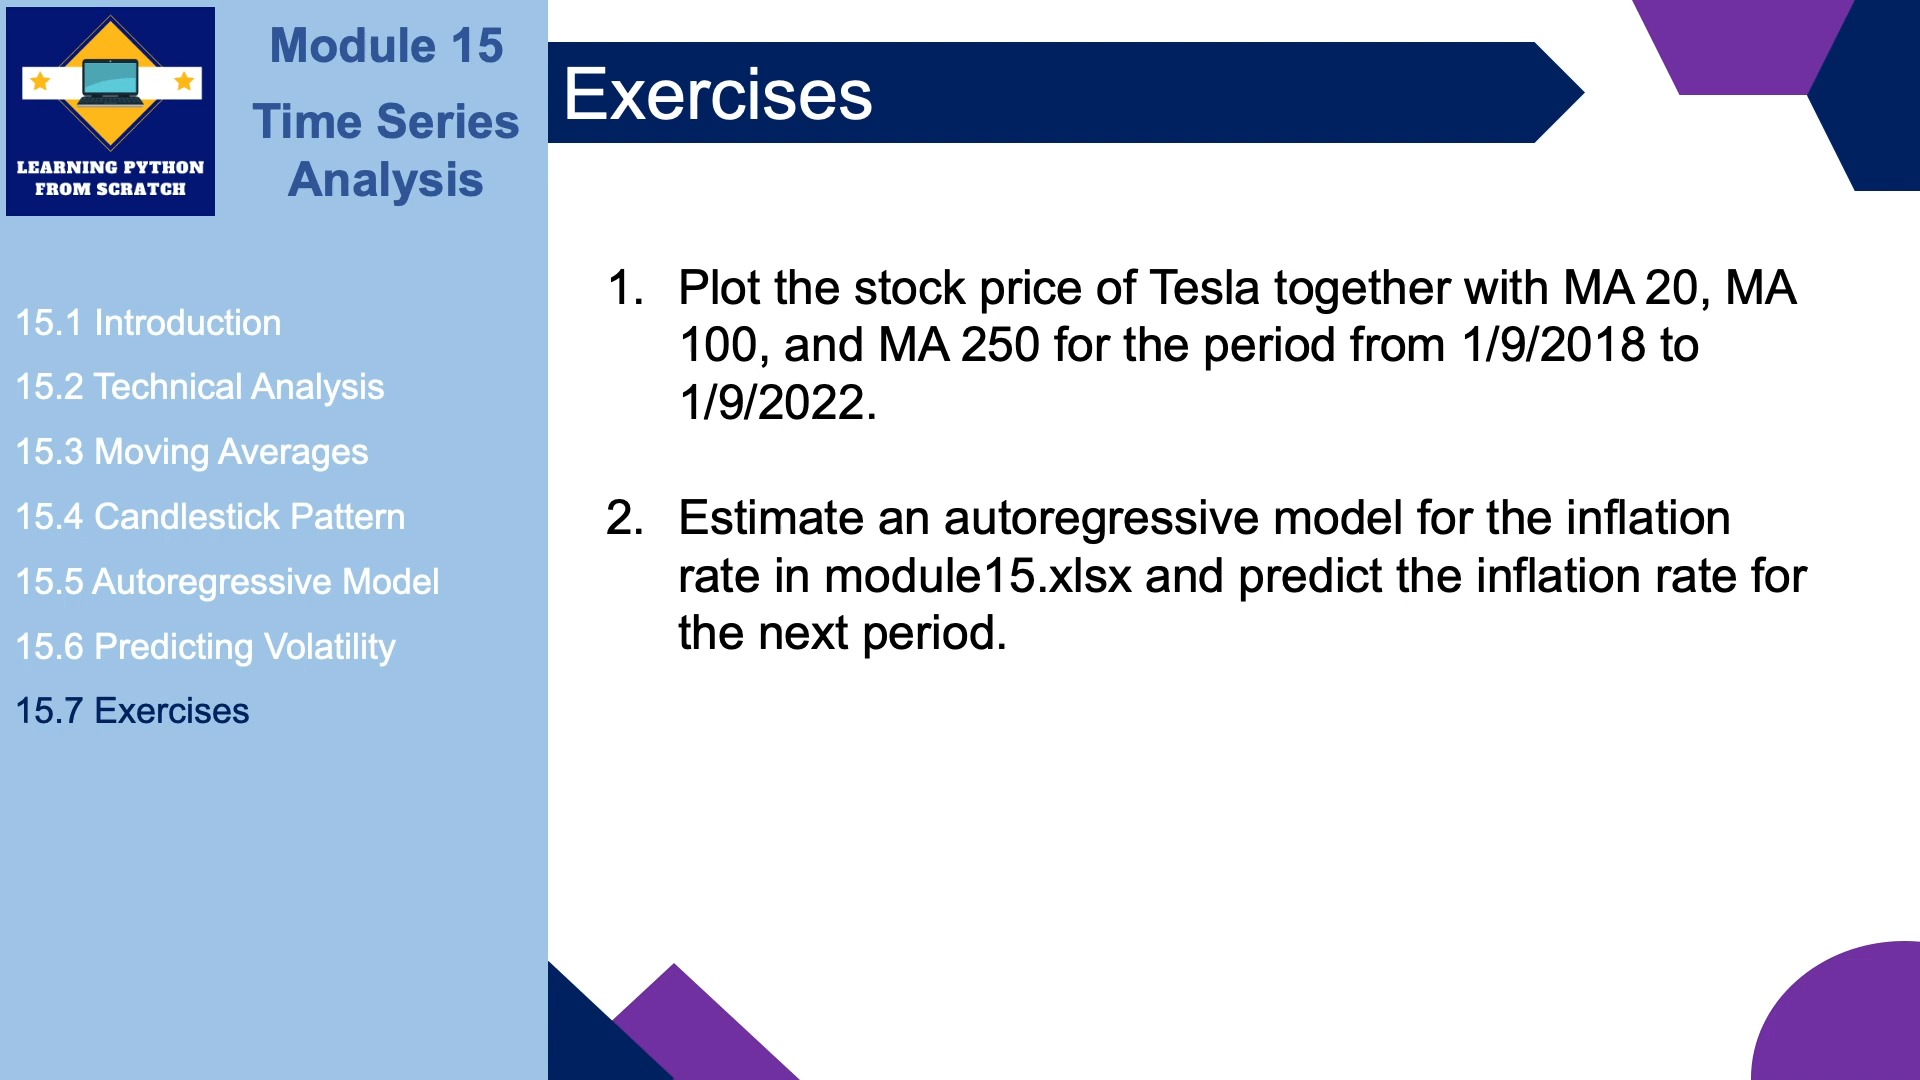 LEARNING PYTHON
FROM SCRATCH
Module 15
Time Series
Analysis
15.1 Introduction
15.2 Technical Analysis
15.3 Moving Averages
15.4 Candlestick Pattern
15.5 Autoregressive Model
15.6 Predicting Volatility
15.7 Exercises
Exercises
1. Plot the stock price of Tesla together with MA 20, MA
100, and MA 250 for the period from 1/9/2018 to
1/9/2022.
2. Estimate an autoregressive model for the inflation
rate in module15.xlsx and predict the inflation rate for
the next period.